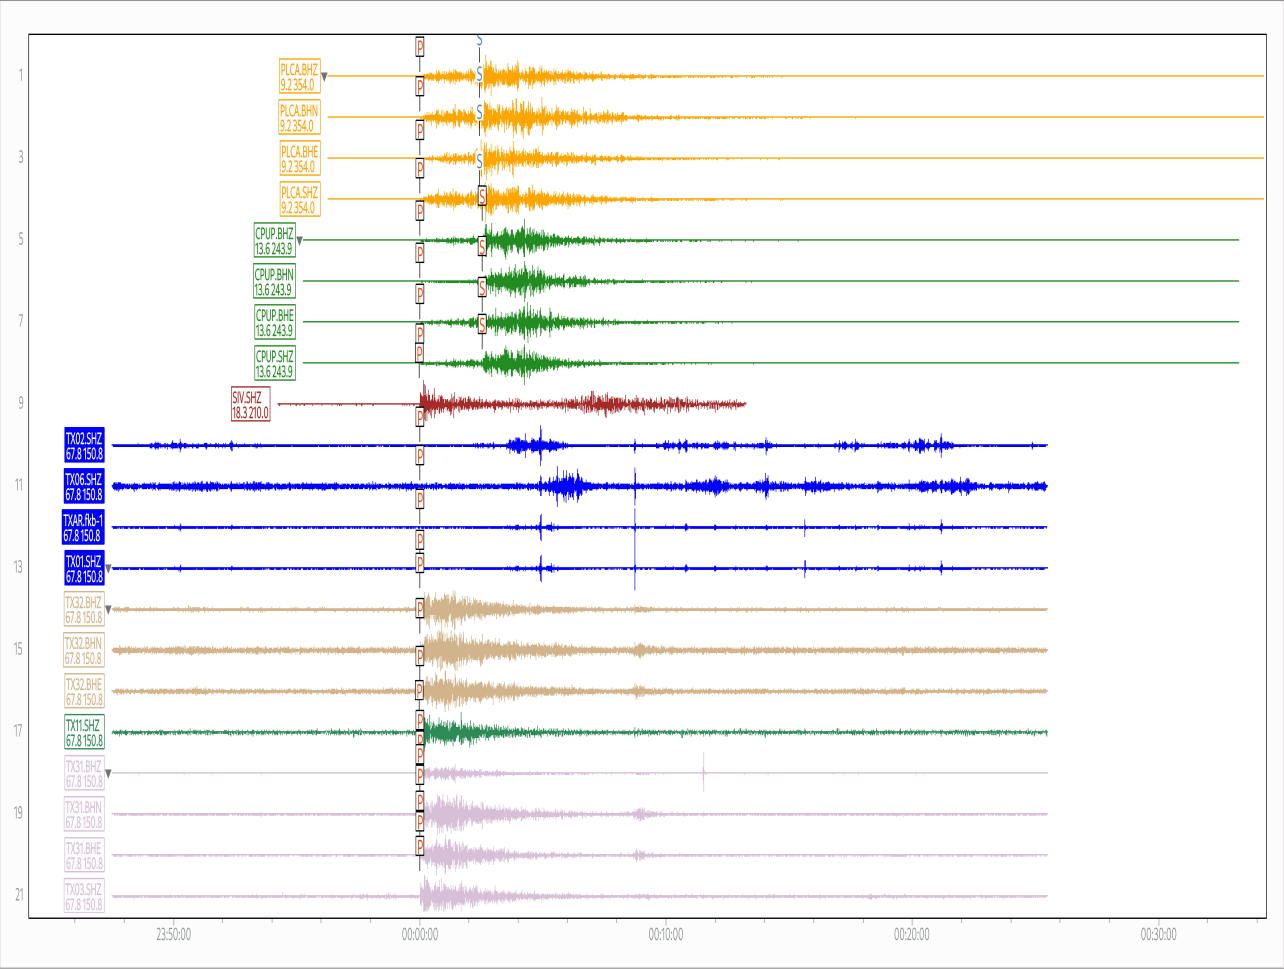 S
P
1
PLCA.BHZ
9.2 354.0
S
P
PLCA.BHN
9.2 354.0
S
P
3
PLCA.BHE
9.2 354.0
S
P
PLCA.SHZ
9.2 354.0
S
P
5
CPUP.BHZ
13.6 243.9
S
P
CPUP.BHN
13.6 243.9
S
P
7
CPUP.BHE
13.6 243.9
S
P
P
CPUP.SHZ
13.6 243.9
9
SIV.SHZ
18.3 210.0
P
TX02.SHZ
67.8 150.8
P
11
TX06.SHZ
67.8 150.8
P
TXAR.fkb-1
67.8 150.8
P
13
TX01.SHZ
67.8 150.8
P
TX32.BHZ
67.8 150.8
P
15
TX32.BHN
67.8 150.8
P
TX32.BHE
67.8 150.8
P
17
TX11.SHZ
67.8 150.8
P
P
P
TX31.BHZ
67.8 150.8
P
19
TX31.BHN
67.8 150.8
P
P
TX31.BHE
67.8 150.8
P
21
TX03.SHZ
67.8 150.8
23:50:00
00:00:00
00:10:00
00:20:00
00:30:00